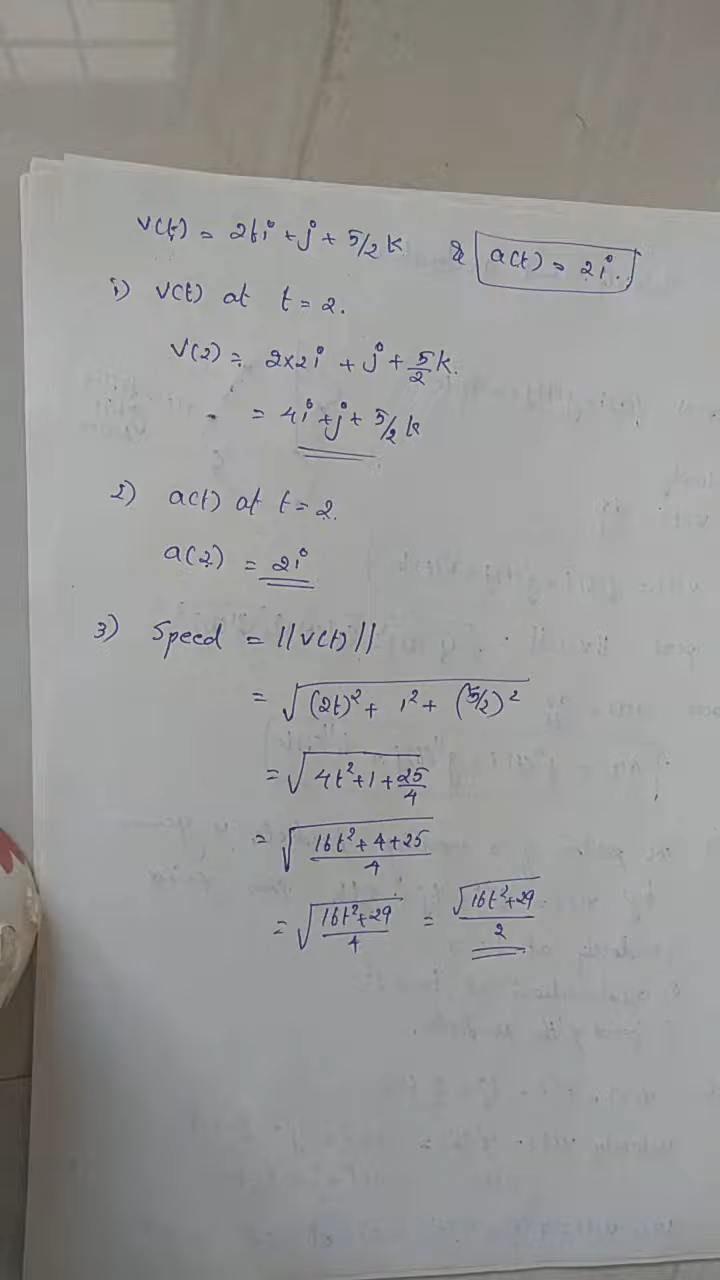 v(t) = 2ti + j + 5/2 k & a(t) = 2i.
1) v(t) at t = 2.
v(2) = 2×2i + j + 5/2 k.
= 4i + j + 5/2 k
2) a(t) at t = 2.
a(2) = 2i
3) Speed = ||v(t)||
= √((2t)² + 1² + (5/2)²)
= √(4t² + 1 + 25/4)
= √((16t² + 4 + 25)/4)
= √((16t² + 29)/4) = √(16t² + 29)/2